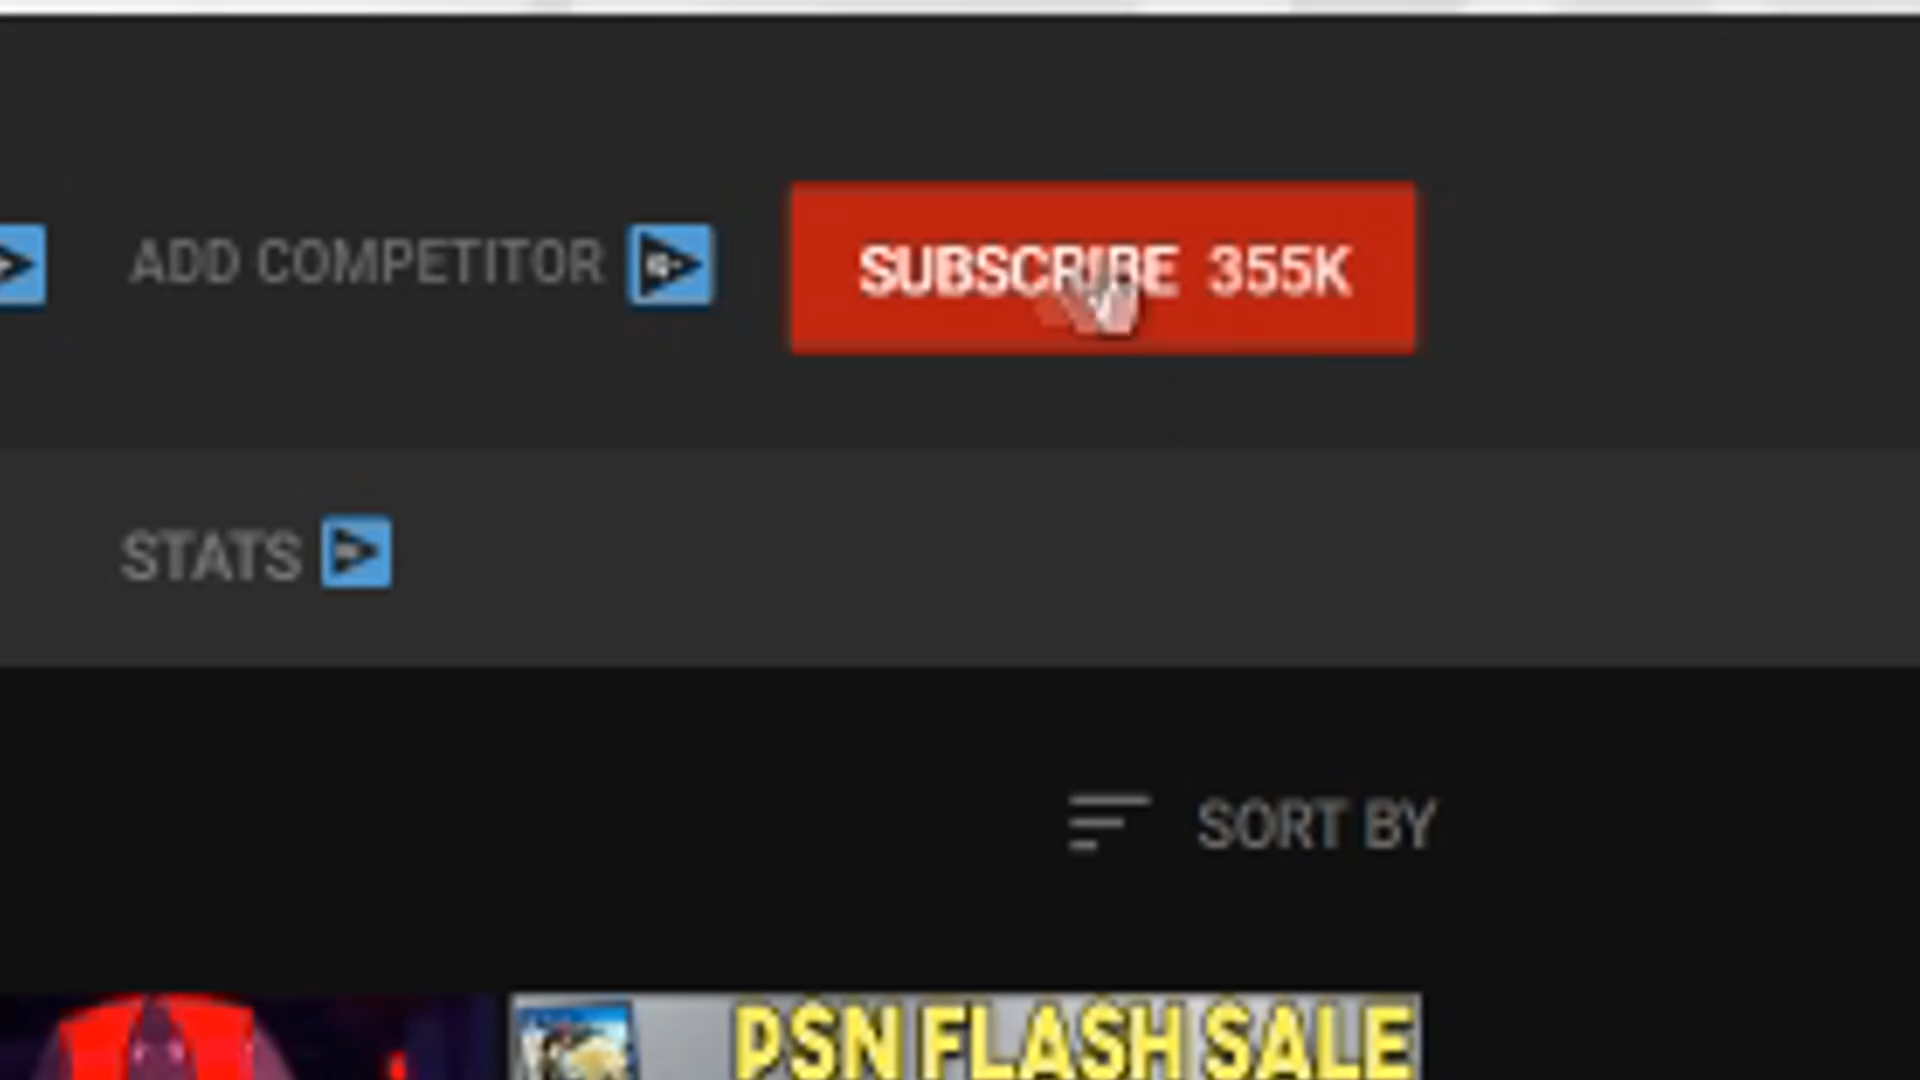 ADD COMPETITOR
SUBSCRIBE 355K
STATS
SORT BY
PSN FLASH SALE